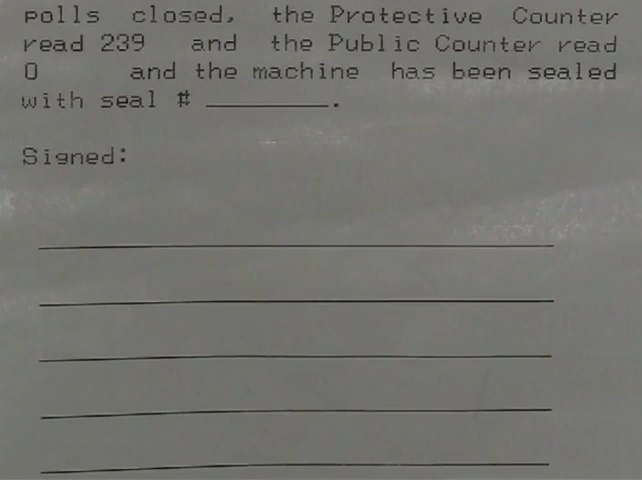 polls closed, the Protective Counter
read 239 and the Public Counter read
0 and the machine has been sealed
with seal # _________.
Signed: